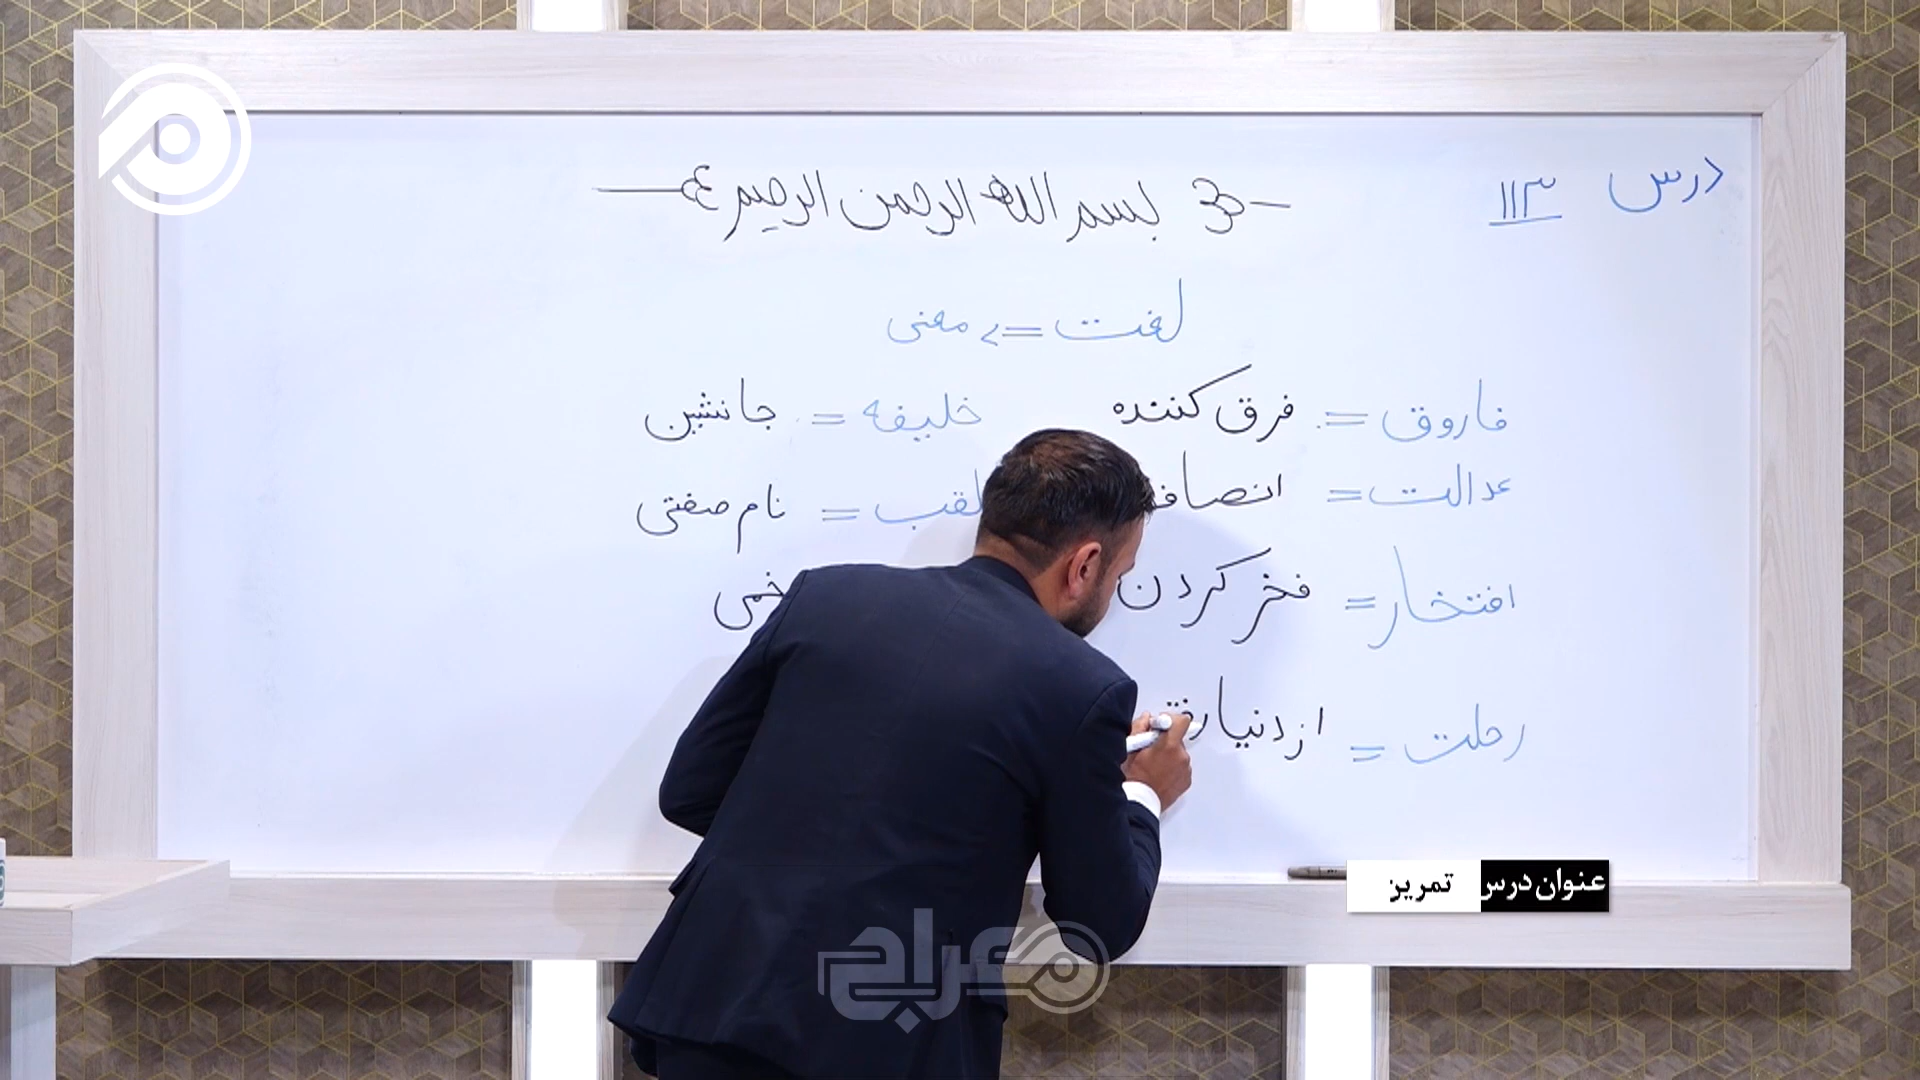 درس ۱۱۳
بسم الله الرحمن الرحیم
لغت = معنی
فاروق = فرق کننده
خلیفه = جانشین
عدالت = انصاف
لقب = نام صفتی
افتخار = فخر کردن
رحلت = از دنیا رفت
عنوان درس تمرین
معراج